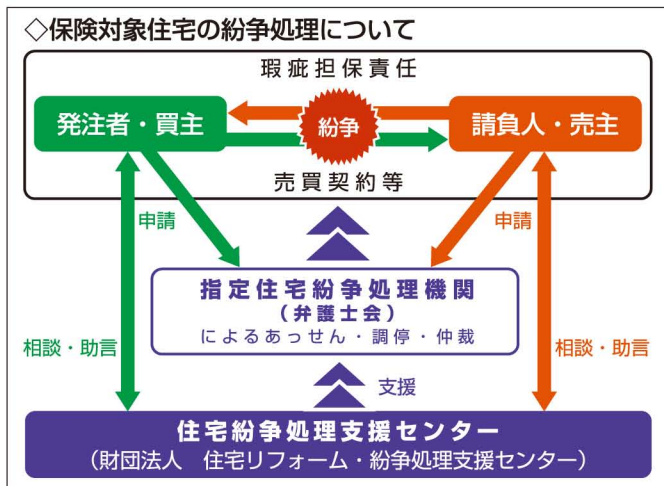 ◇保険対象住宅の紛争処理について
瑕疵担保責任
発注者・買主
紛争
請負人・売主
売買契約等
申請
申請
指定住宅紛争処理機関
(弁護士会)
によるあっせん・調停・仲裁
相談・助言
相談・助言
支援
住宅紛争処理支援センター
(財団法人 住宅リフォーム・紛争処理支援センター)